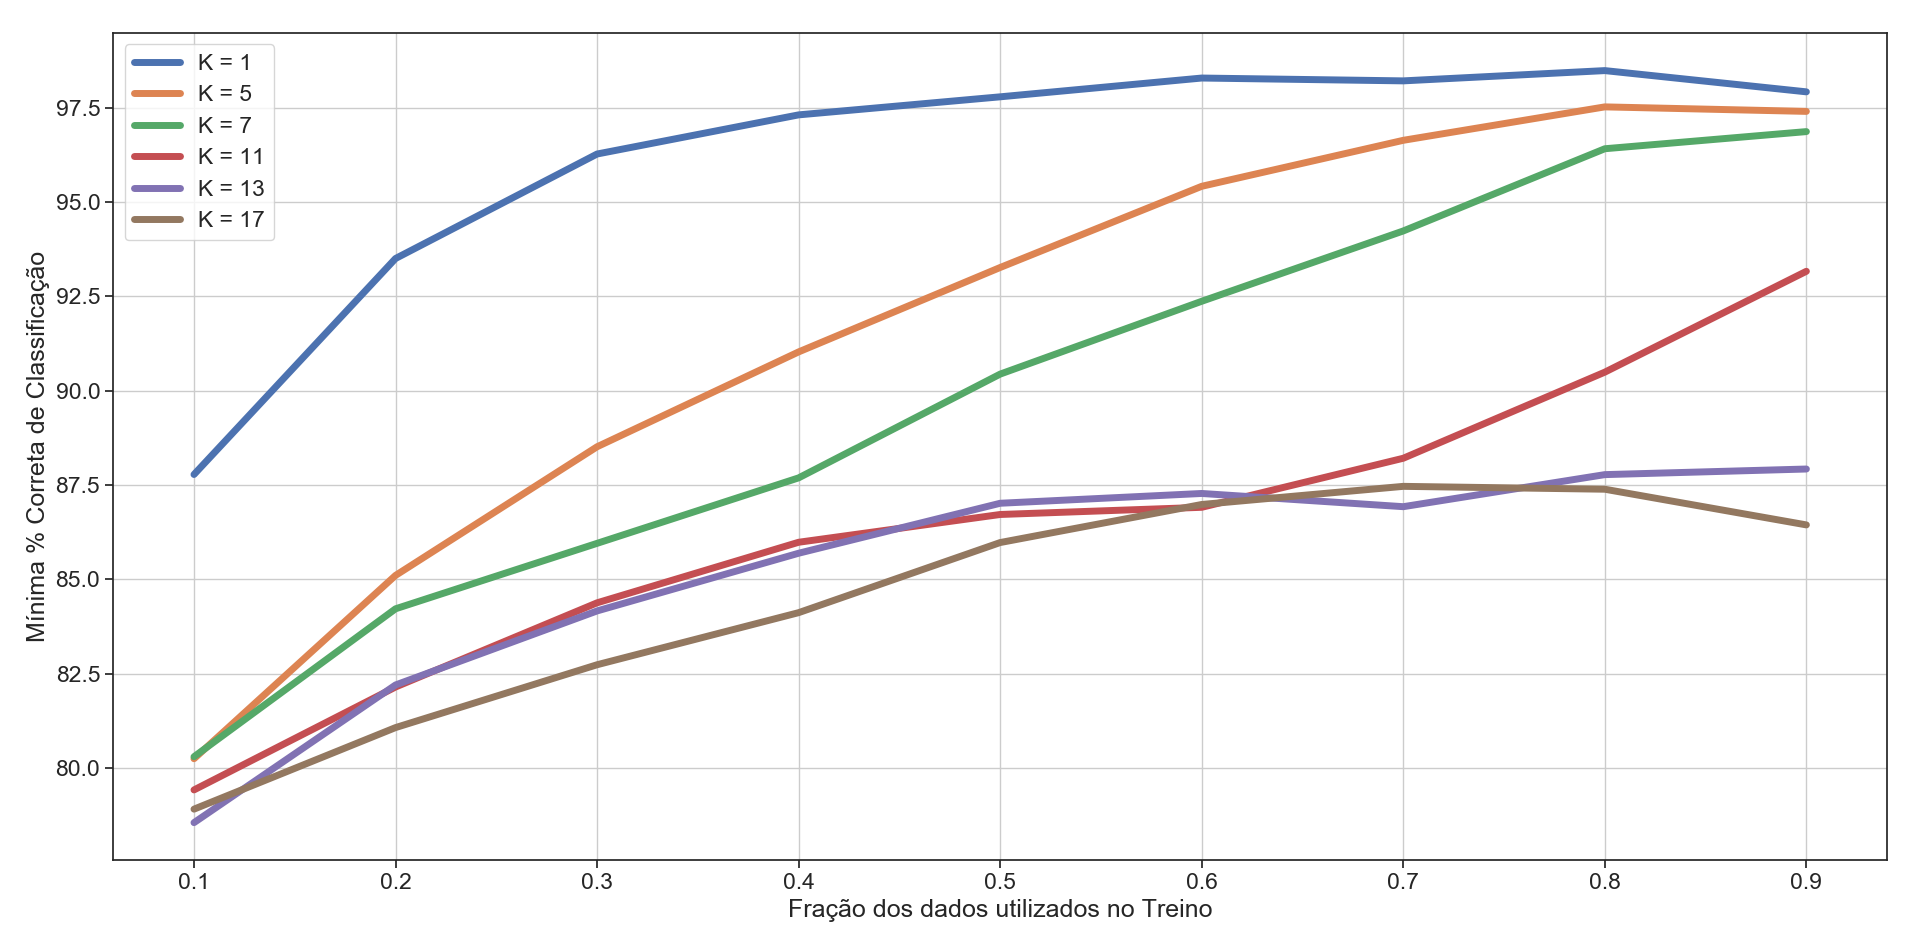 K = 1
K = 5
K = 7
K = 11
K = 13
K = 17
97.5
95.0
92.5
90.0
87.5
85.0
82.5
80.0
Mínima % Correta de Classificação
0.1 0.2 0.3 0.4 0.5 0.6 0.7 0.8 0.9
Fração dos dados utilizados no Treino